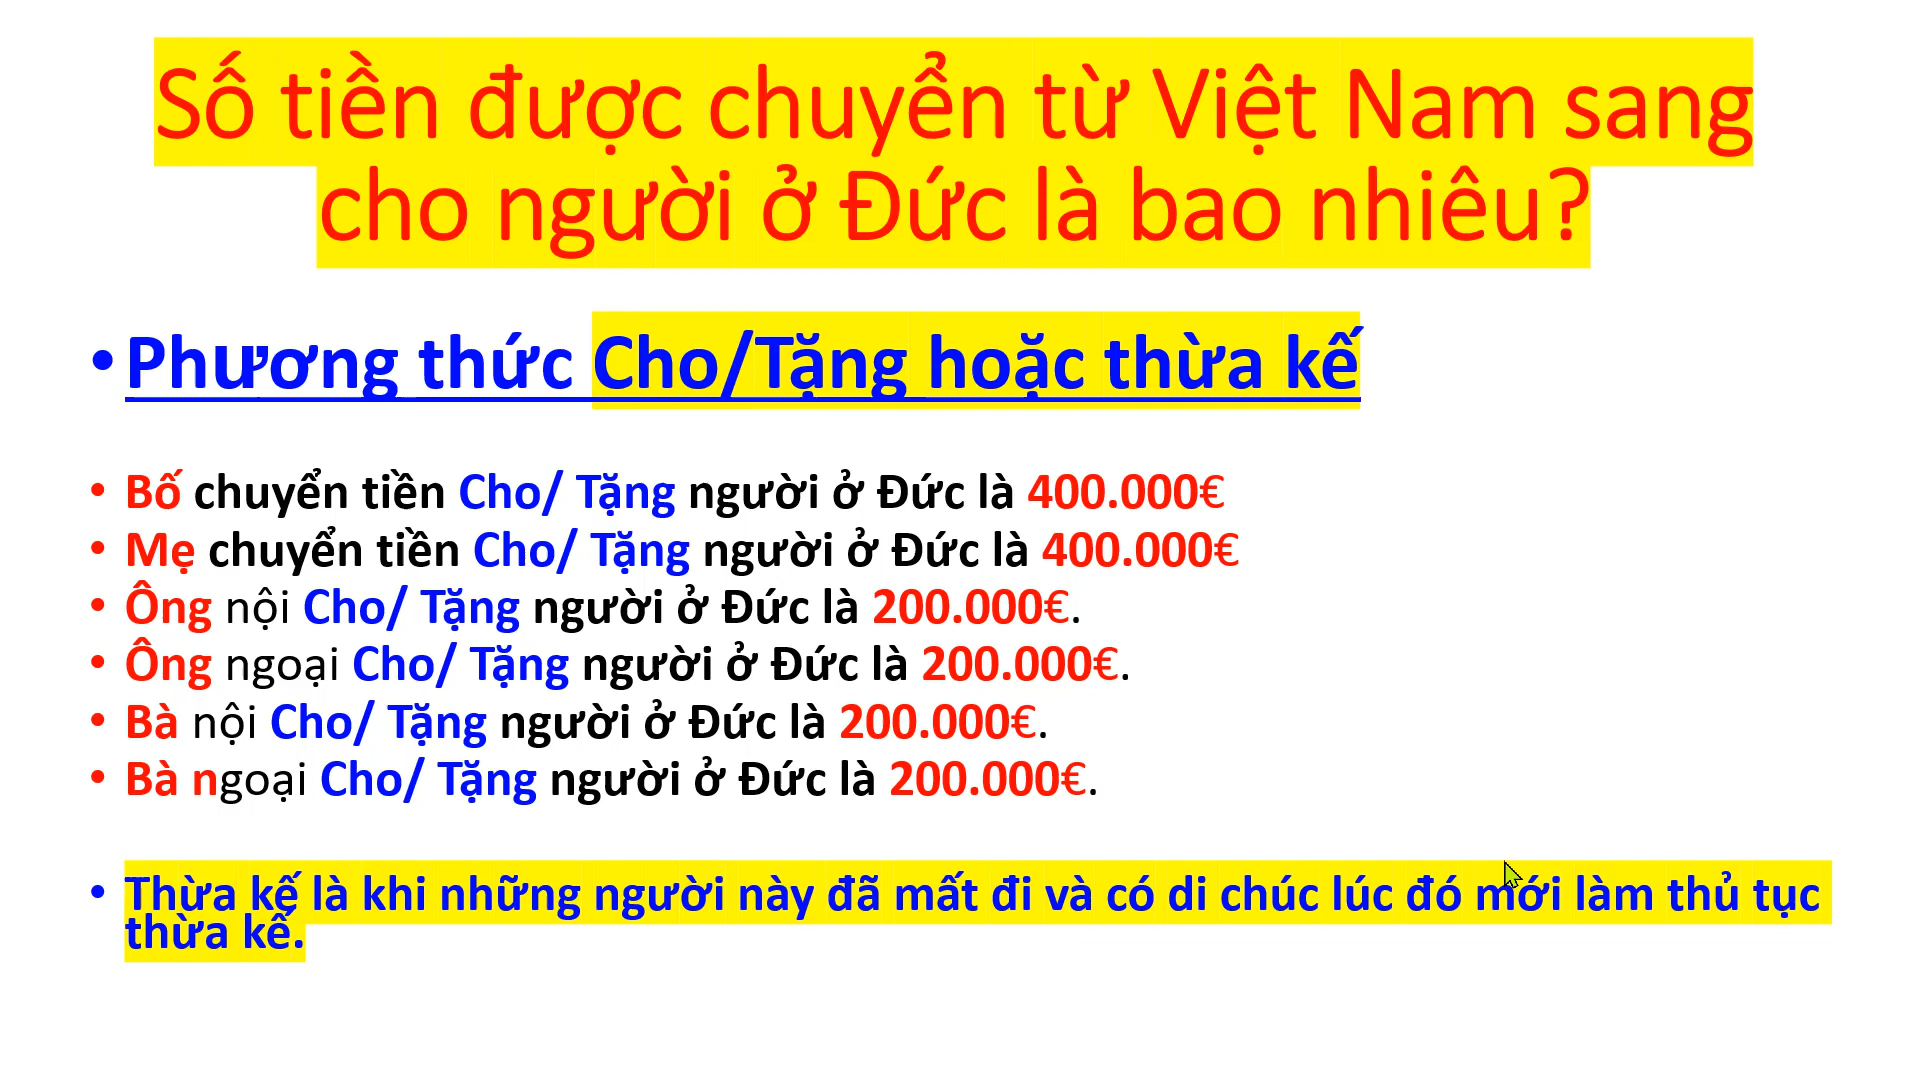 Số tiền được chuyển từ Việt Nam sang
cho người ở Đức là bao nhiêu?
• Phương thức Cho/Tặng hoặc thừa kế
• Bố chuyển tiền Cho/ Tặng người ở Đức là 400.000€
• Mẹ chuyển tiền Cho/ Tặng người ở Đức là 400.000€
• Ông nội Cho/ Tặng người ở Đức là 200.000€.
• Ông ngoại Cho/ Tặng người ở Đức là 200.000€.
• Bà nội Cho/ Tặng người ở Đức là 200.000€.
• Bà ngoại Cho/ Tặng người ở Đức là 200.000€.
• Thừa kế là khi những người này đã mất đi và có di chúc lúc đó mới làm thủ tục
thừa kế.